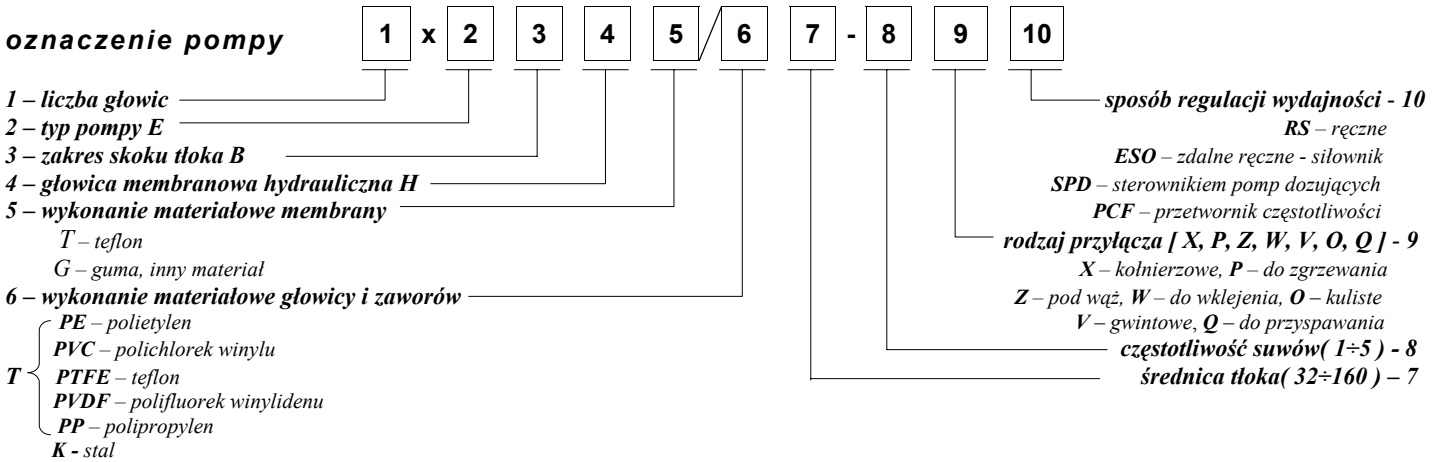 oznaczenie pompy 1 x 2 3 4 5 / 6 7 - 8 9 10
1 – liczba głowic
2 – typ pompy E
3 – zakres skoku tłoka B
4 – głowica membranowa hydrauliczna H
5 – wykonanie materiałowe membrany
T – teflon
G – guma, inny materiał
6 – wykonanie materiałowe głowicy i zaworów
PE – polietylen
PVC – polichlorek winylu
T PTFE – teflon
PVDF – polifluorek winylidenu
PP – polipropylen
K - stal
sposób regulacji wydajności - 10
RS – ręczne
ESO – zdalne ręczne - siłownik
SPD – sterownikiem pomp dozujących
PCF – przetwornik częstotliwości
rodzaj przyłącza [ X, P, Z, W, V, O, Q ] - 9
X – kołnierzowe, P – do zgrzewania
Z – pod wąż, W – do wklejenia, O – kuliste
V – gwintowe, Q – do przyspawania
częstotliwość suwów( 1÷5 ) - 8
średnica tłoka( 32÷160 ) – 7